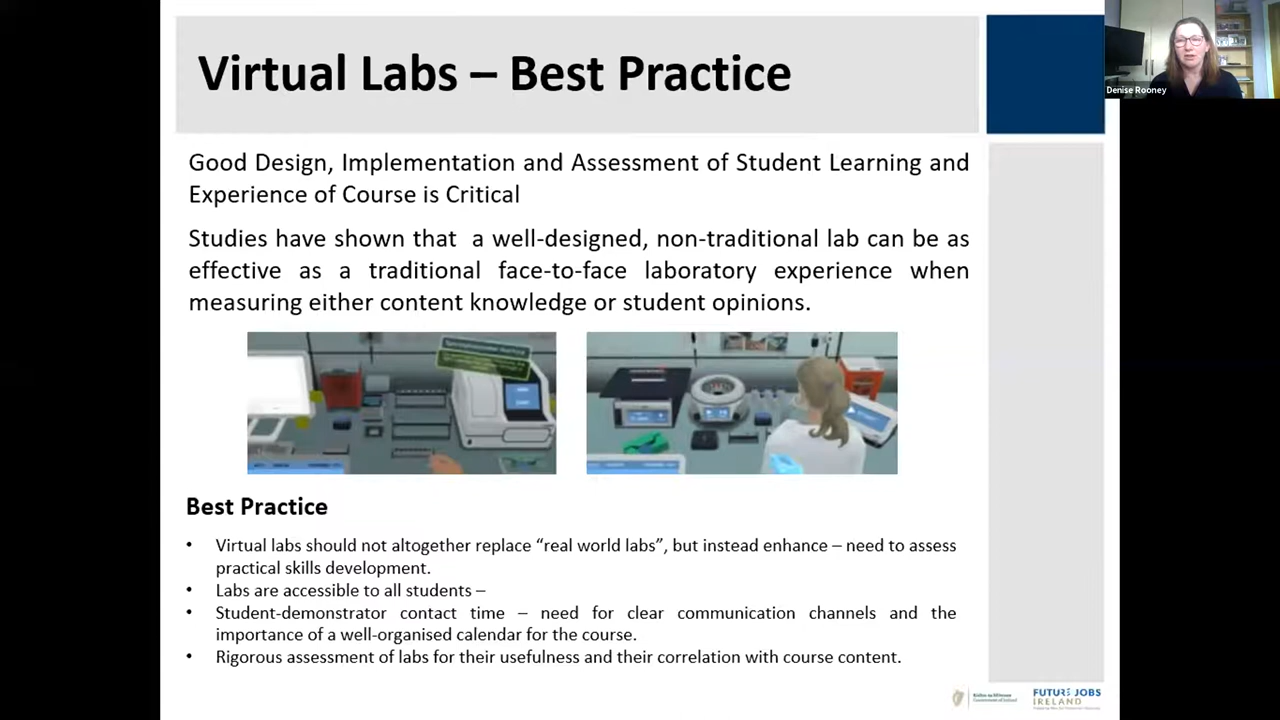 Virtual Labs – Best Practice
Denise Rooney
Good Design, Implementation and Assessment of Student Learning and
Experience of Course is Critical
Studies have shown that a well-designed, non-traditional lab can be as
effective as a traditional face-to-face laboratory experience when
measuring either content knowledge or student opinions.
Best Practice
• Virtual labs should not altogether replace “real world labs”, but instead enhance – need to assess
practical skills development.
• Labs are accessible to all students –
• Student-demonstrator contact time – need for clear communication channels and the
importance of a well-organised calendar for the course.
• Rigorous assessment of labs for their usefulness and their correlation with course content.
Government of Ireland
FUTURE JOBS
IRELAND